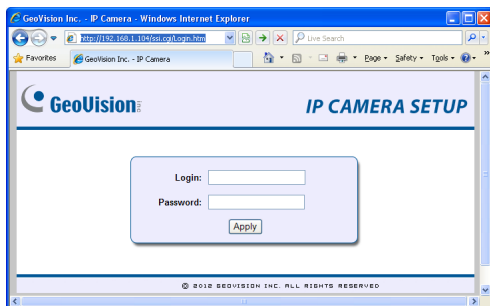 GeoVision Inc. - IP Camera - Windows Internet Explorer
http://192.168.1.104/ssi.cgi/Login.htm
Live Search
Favorites
GeoVision Inc. - IP Camera
Page
Safety
Tools
GeoVision Inc
IP CAMERA SETUP
Login:
Password:
Apply
© 2012 GEOVISION INC. ALL RIGHTS RESERVED